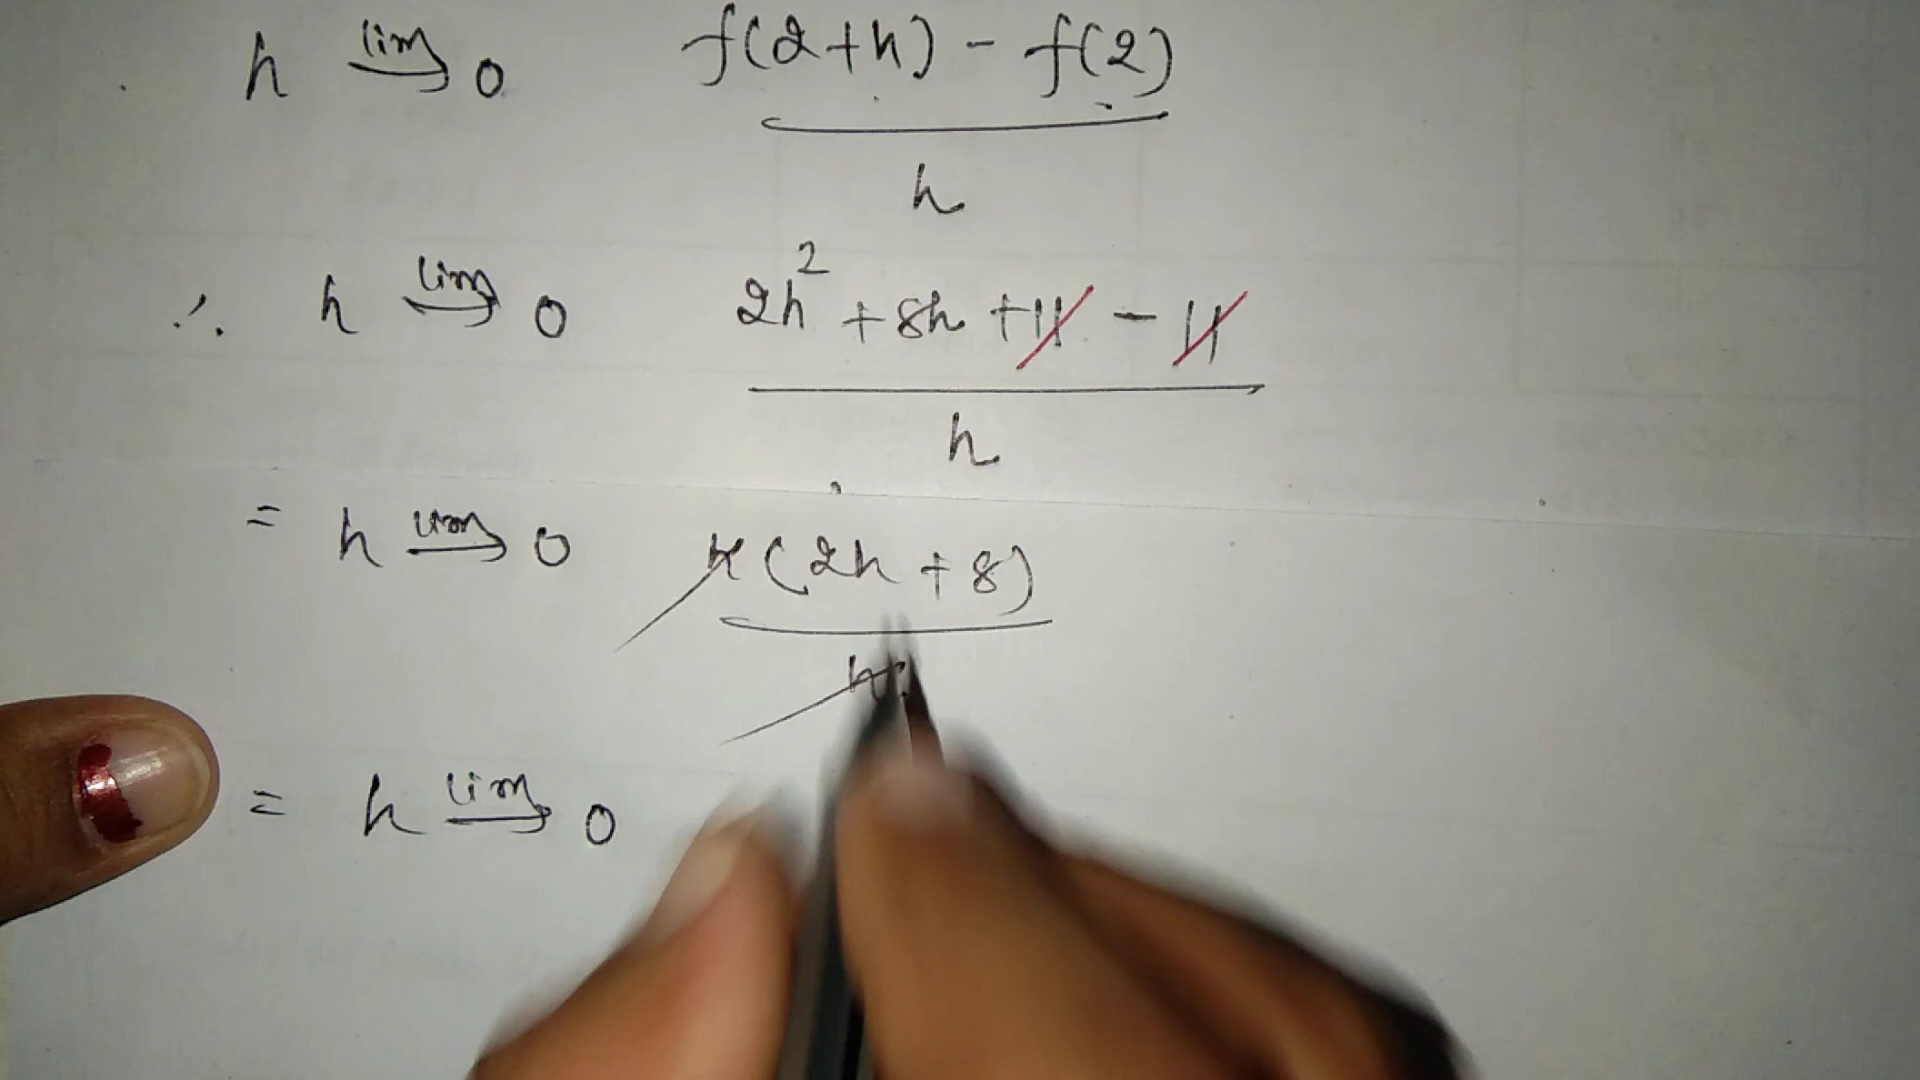 h lim→ 0 f(2+h) - f(2)
h
∴ h lim→ 0 2h² + 8h + 11 - 11
h
= h lim→ 0 h(2h + 8)
h
= h lim→ 0